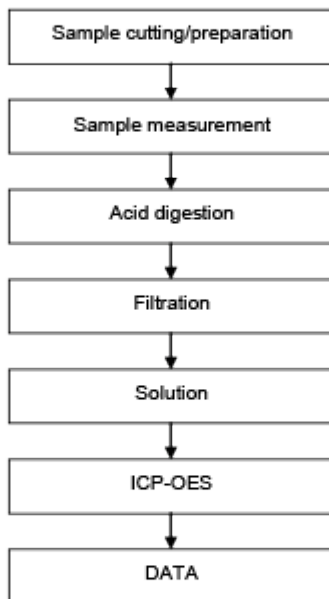 Sample cutting/preparation
Sample measurement
Acid digestion
Filtration
Solution
ICP-OES
DATA